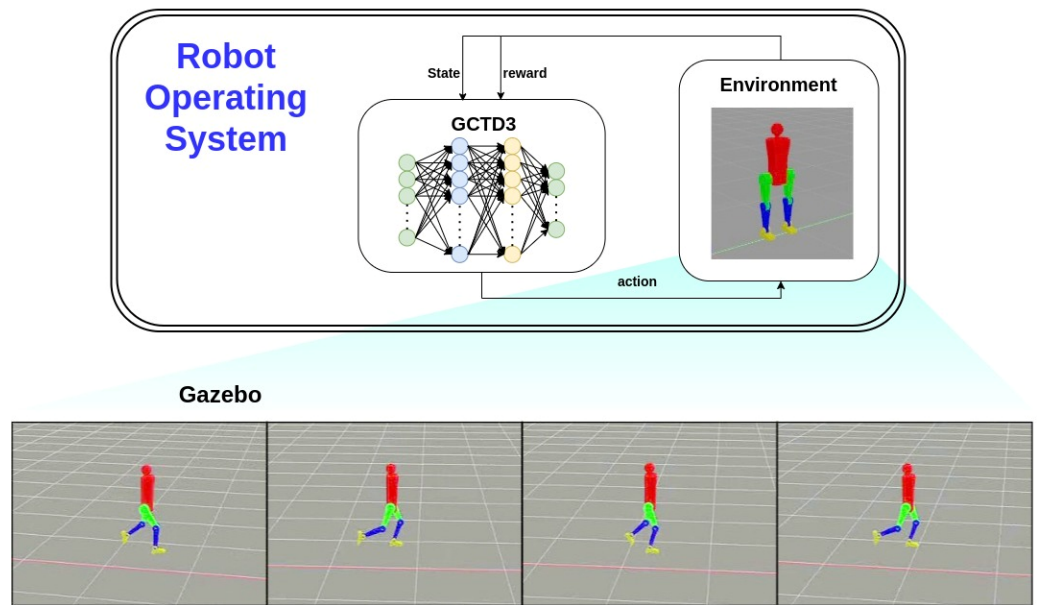 Robot
Operating
System
State
reward
GCTD3
Environment
action
Gazebo